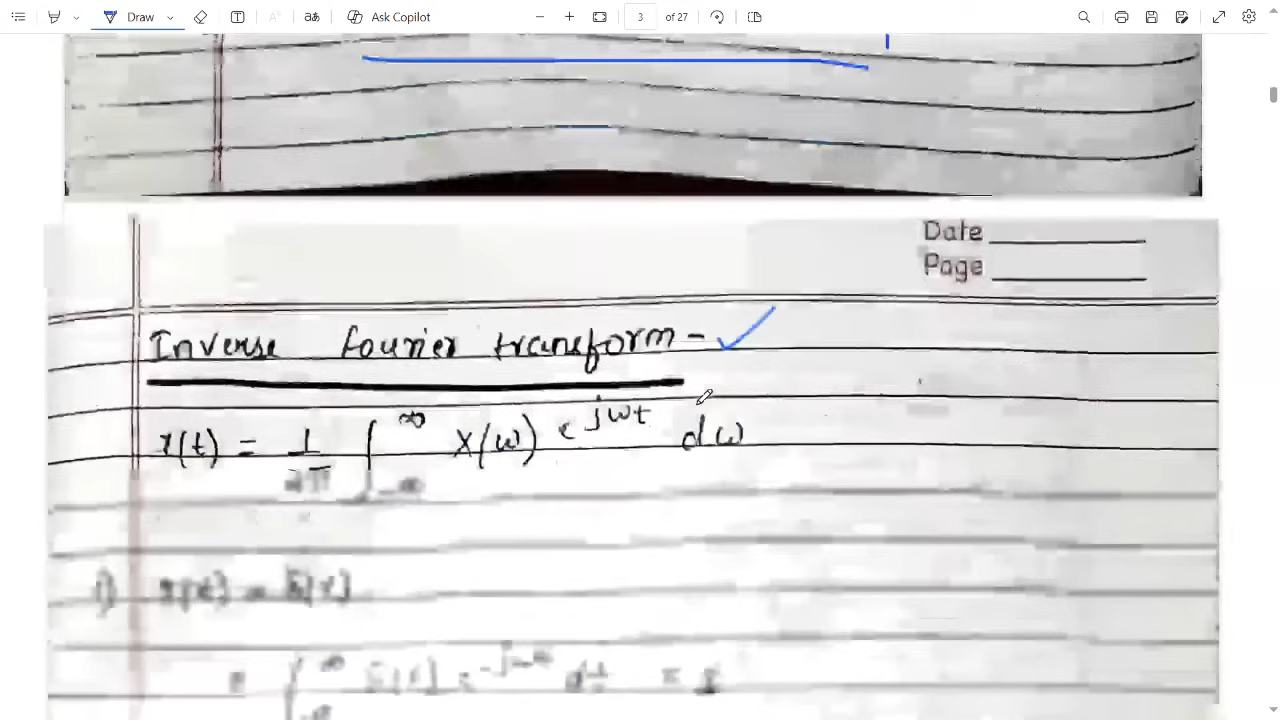 Draw
Ask Copilot
3 of 27
Date
Page
Inverse fourier transform -
x(t) = 1/2π ∫_{-∞}^{∞} X(ω) e^{jωt} dω
i) x(t) = δ(t)